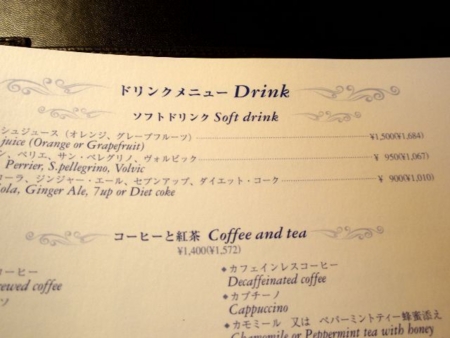 ドリンクメニュー Drink
ソフトドリンク Soft drink
シュジュース（オレンジ、グレープフルーツ） ¥1,500(¥1,684)
juice (Orange or Grapefruit)
ン、ペリエ、サン・ペレグリノ、ヴォルビック ¥ 950(¥1,067)
Perrier, S.pellegrino, Volvic
コーラ、ジンジャー・エール、セブンアップ、ダイエット・コーク ¥ 900(¥1,010)
ola, Ginger Ale, 7up or Diet coke
コーヒーと紅茶 Coffee and tea
¥1,400(¥1,572)
コーヒー
rewed coffee
カフェインレスコーヒー
Decaffeinated coffee
カプチーノ
Cappuccino
カモミール 又は ペパーミントティー蜂蜜添え
Chamomile or Peppermint tea with honey